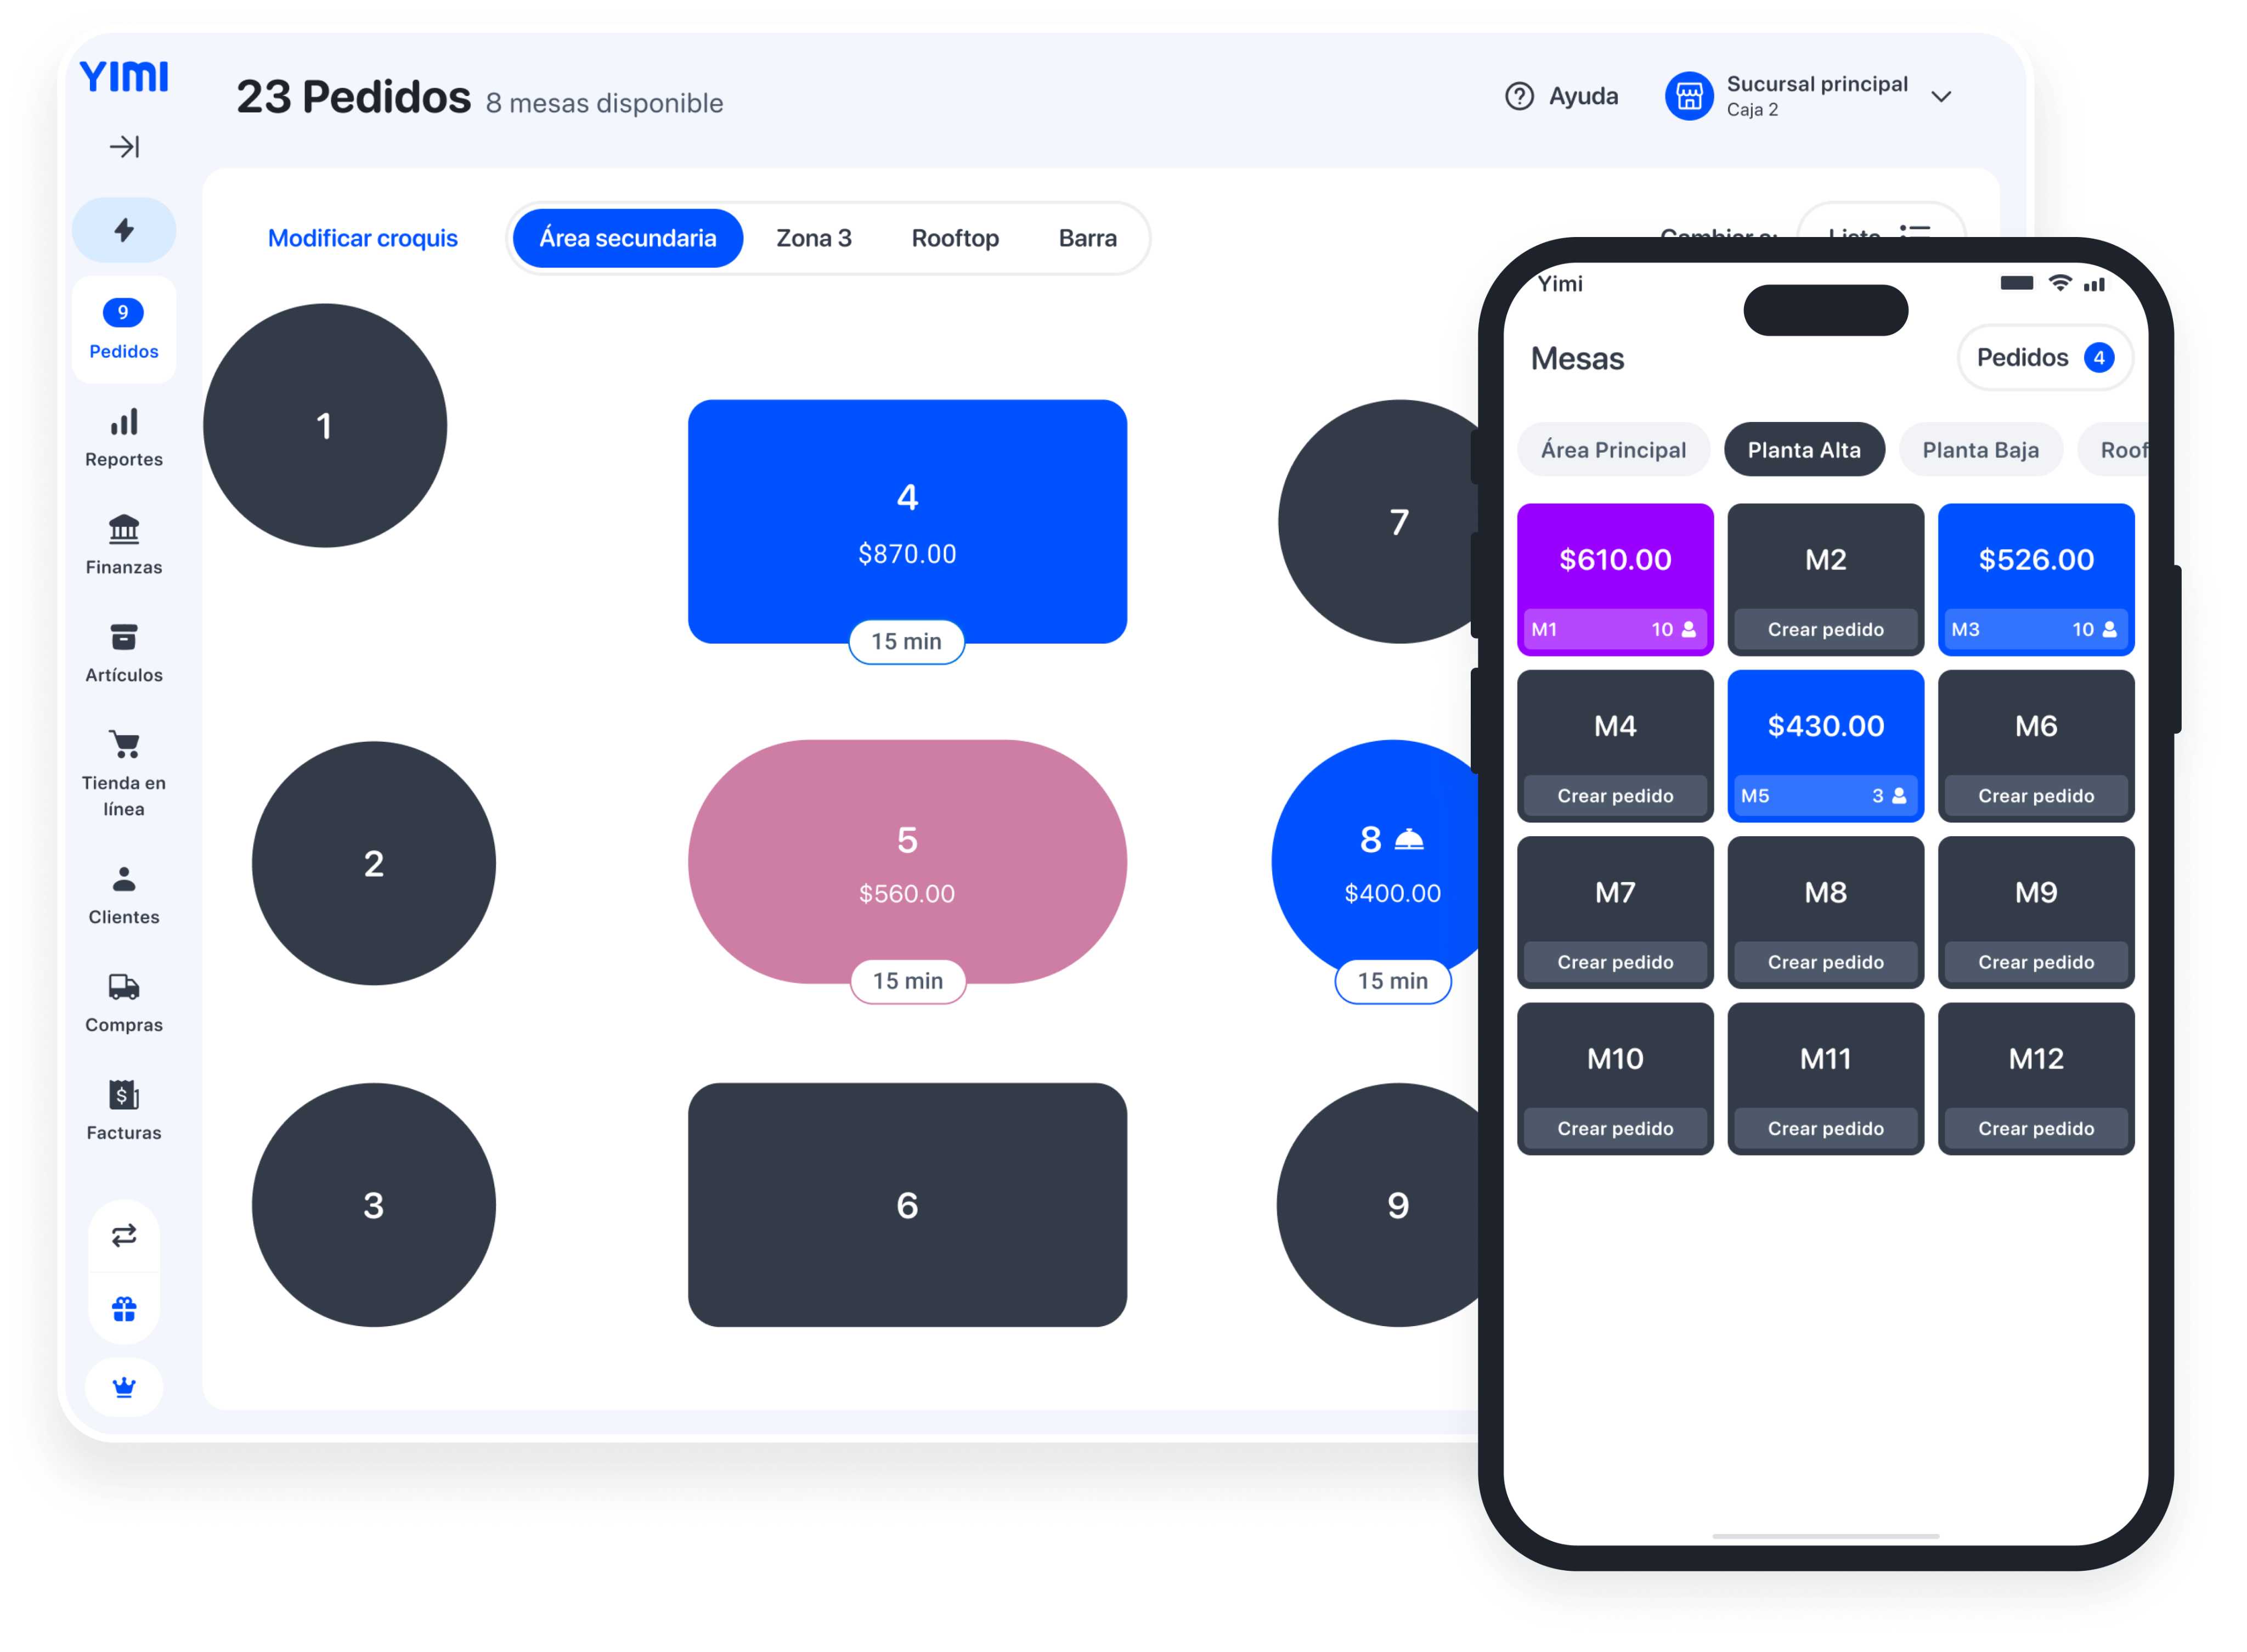 YIMI
23 Pedidos 8 mesas disponible
Ayuda
Sucursal principal
Caja 2
9
Pedidos
Reportes
Finanzas
Artículos
Tienda en
línea
Clientes
Compras
Facturas
Modificar croquis
Área secundaria Zona 3 Rooftop Barra
Cambiar a: Lista
1
4
$870.00
15 min
7
2
5
$560.00
15 min
8
$400.00
15 min
3
6
9
Yimi
Mesas
Pedidos 4
Área Principal Planta Alta Planta Baja Roof
$610.00
M1 10
M2
Crear pedido
$526.00
M3 10
M4
Crear pedido
$430.00
M5 3
M6
Crear pedido
M7
Crear pedido
M8
Crear pedido
M9
Crear pedido
M10
Crear pedido
M11
Crear pedido
M12
Crear pedido